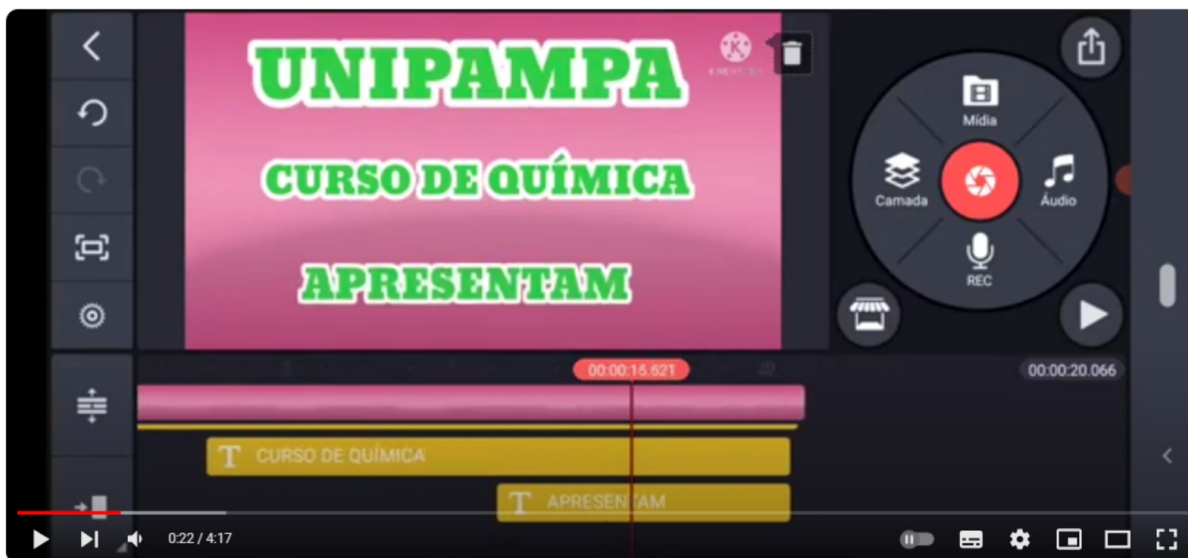 UNIPAMPA
CURSO DE QUÍMICA
APRESENTAM
Mídia
Camada
Áudio
REC
00:00:15.621
00:00:20.066
T CURSO DE QUÍMICA
T APRESENTAM
0:22 / 4:17